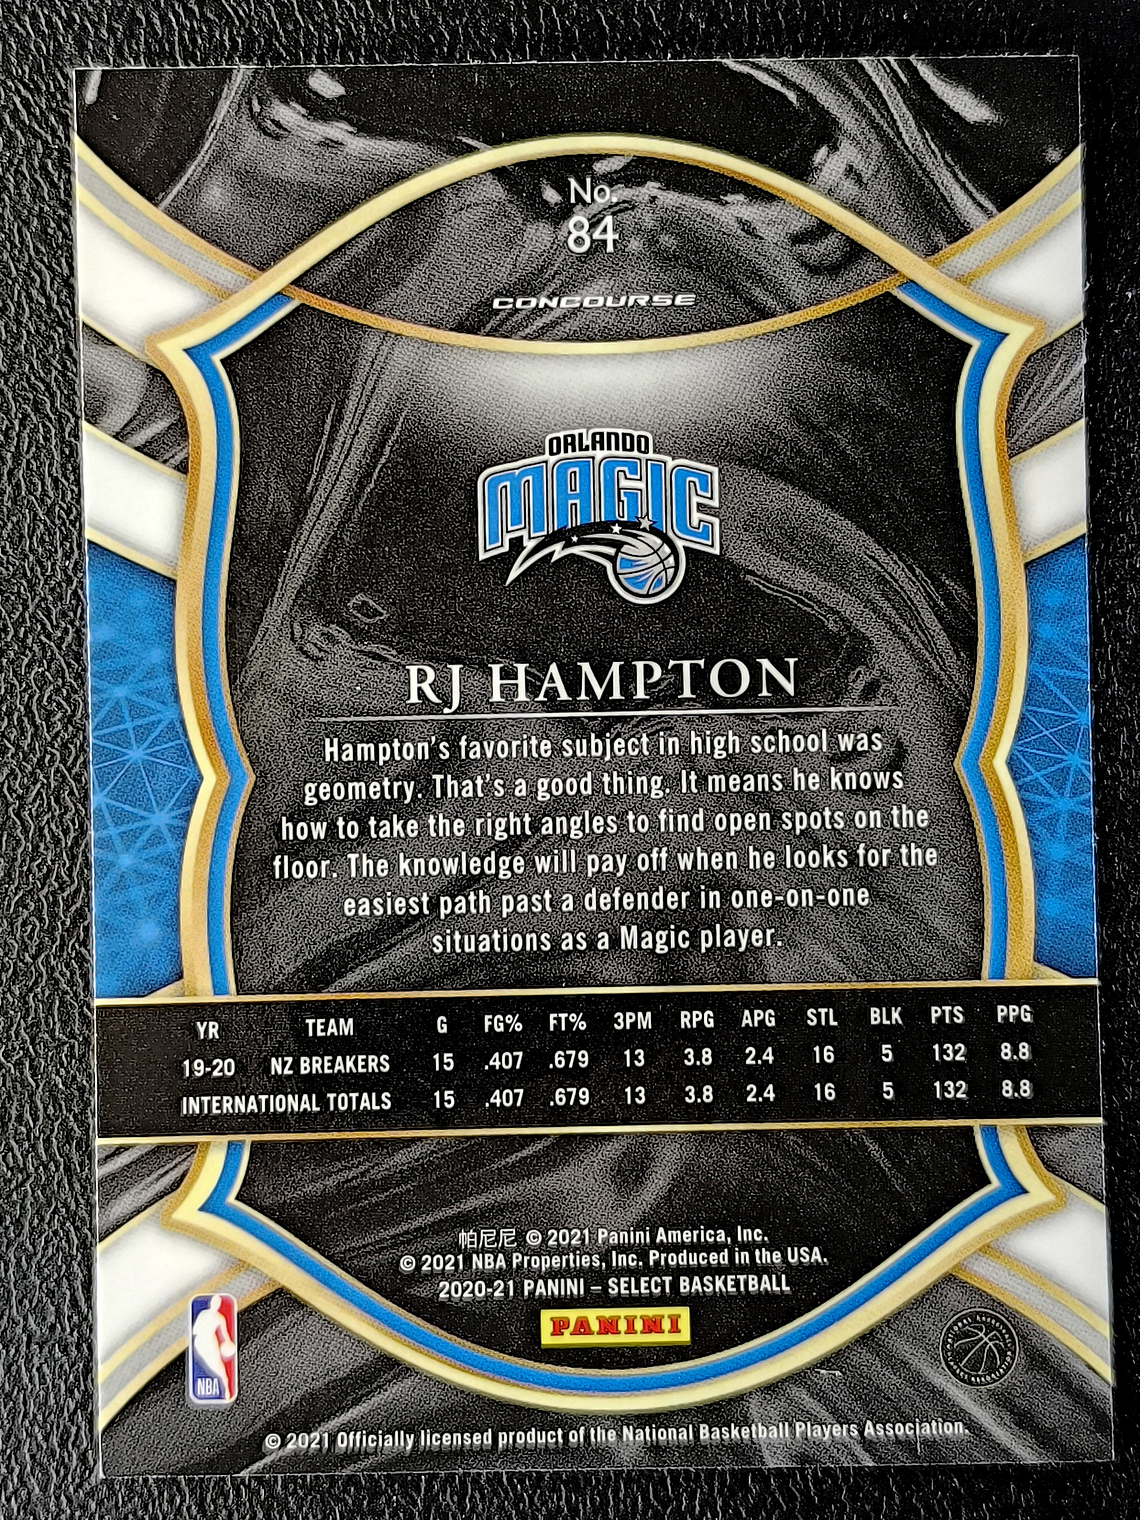 No.
84
CONCOURSE
ORLANDO
MAGIC
RJ HAMPTON
Hampton's favorite subject in high school was
geometry. That's a good thing. It means he knows
how to take the right angles to find open spots on the
floor. The knowledge will pay off when he looks for the
easiest path past a defender in one-on-one
situations as a Magic player.
YR TEAM G FG% FT% 3PM RPG APG STL BLK PTS PPG
19-20 NZ BREAKERS 15 .407 .679 13 3.8 2.4 16 5 132 8.8
INTERNATIONAL TOTALS 15 .407 .679 13 3.8 2.4 16 5 132 8.8
帕尼尼 © 2021 Panini America, Inc.
© 2021 NBA Properties, Inc. Produced in the USA.
2020-21 PANINI – SELECT BASKETBALL
PANINI
NBA
© 2021 Officially licensed product of the National Basketball Players Association.